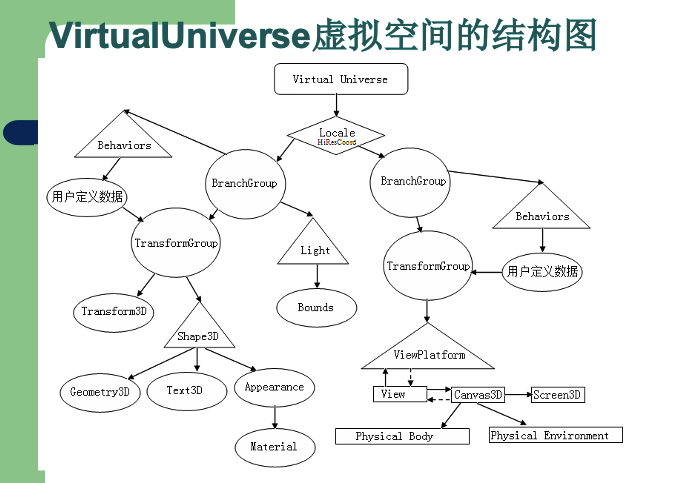 VirtualUniverse虚拟空间的结构图
Virtual Universe
Locale
HiResCoord
Behaviors
BranchGroup
BranchGroup
用户定义数据
Behaviors
TransformGroup
Light
TransformGroup
用户定义数据
Transform3D
Bounds
Shape3D
ViewPlatform
Geometry3D
Text3D
Appearance
View
Canvas3D
Screen3D
Material
Physical Body
Physical Environment